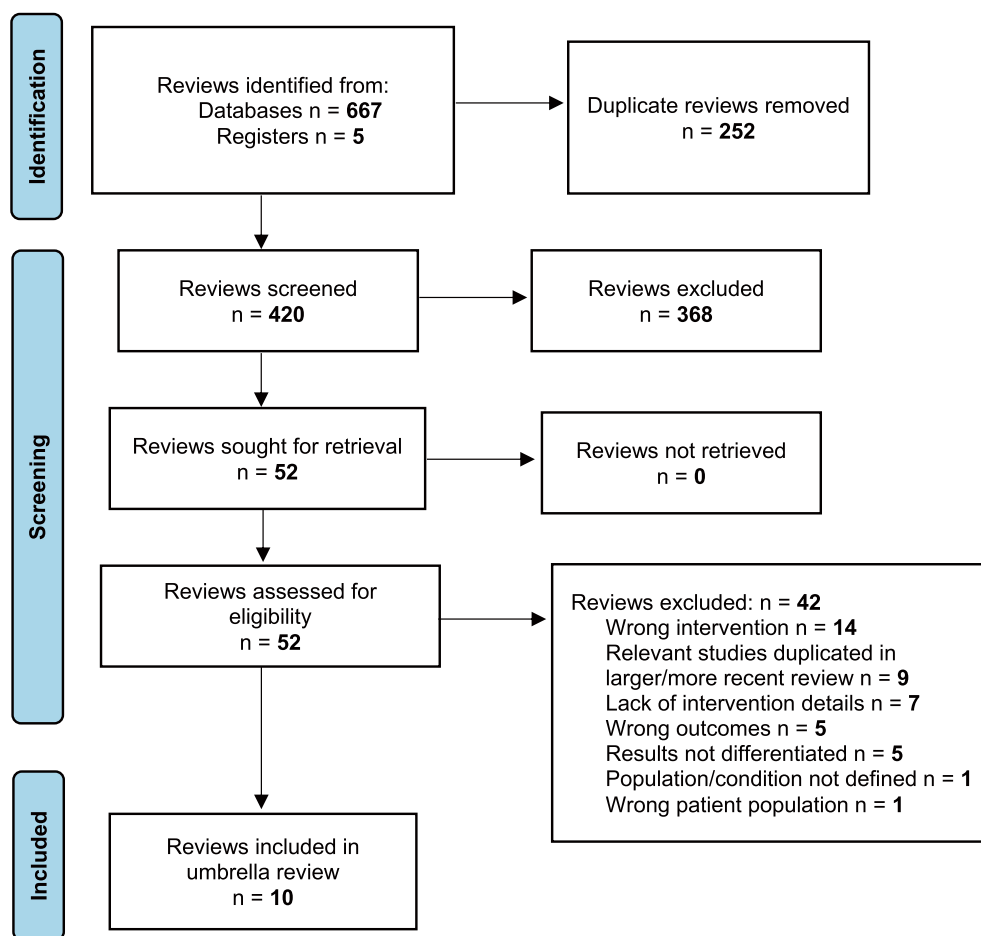 Identification
Reviews identified from:
Databases n = 667
Registers n = 5
Duplicate reviews removed
n = 252
Screening
Reviews screened
n = 420
Reviews excluded
n = 368
Reviews sought for retrieval
n = 52
Reviews not retrieved
n = 0
Reviews assessed for
eligibility
n = 52
Reviews excluded: n = 42
Wrong intervention n = 14
Relevant studies duplicated in
larger/more recent review n = 9
Lack of intervention details n = 7
Wrong outcomes n = 5
Results not differentiated n = 5
Population/condition not defined n = 1
Wrong patient population n = 1
Included
Reviews included in
umbrella review
n = 10